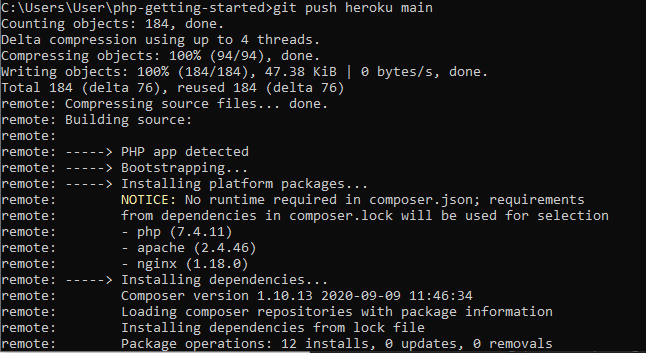 C:\Users\User\php-getting-started>git push heroku main
Counting objects: 184, done.
Delta compression using up to 4 threads.
Compressing objects: 100% (94/94), done.
Writing objects: 100% (184/184), 47.38 KiB | 0 bytes/s, done.
Total 184 (delta 76), reused 184 (delta 76)
remote: Compressing source files... done.
remote: Building source:
remote:
remote: -----> PHP app detected
remote: -----> Bootstrapping...
remote: -----> Installing platform packages...
remote:        NOTICE: No runtime required in composer.json; requirements
remote:        from dependencies in composer.lock will be used for selection
remote:        - php (7.4.11)
remote:        - apache (2.4.46)
remote:        - nginx (1.18.0)
remote: -----> Installing dependencies...
remote:        Composer version 1.10.13 2020-09-09 11:46:34
remote:        Loading composer repositories with package information
remote:        Installing dependencies from lock file
remote:        Package operations: 12 installs, 0 updates, 0 removals